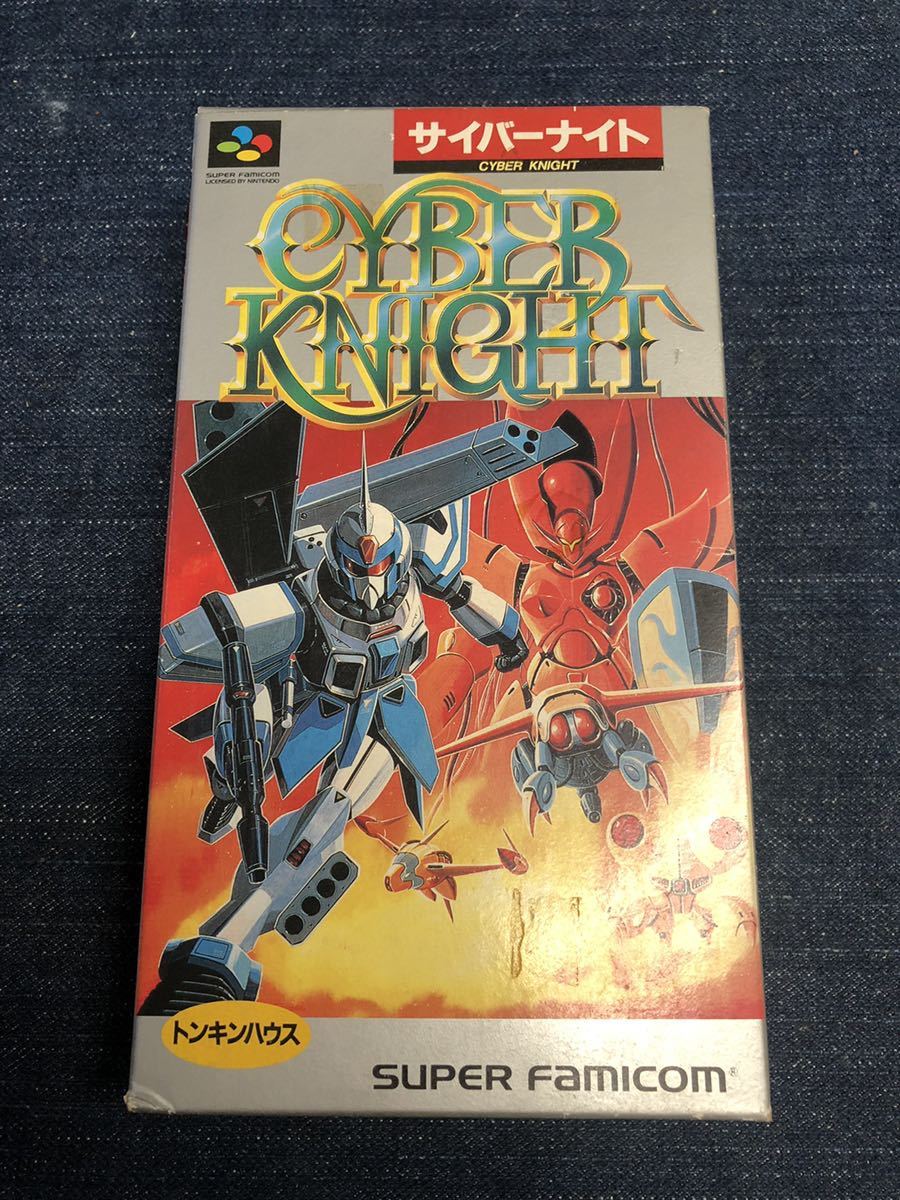 サイバーナイト
CYBER KNIGHT
SUPER FAMICOM
LICENSED BY NINTENDO
CYBER
KNIGHT
トンキンハウス
SUPER FAMICOM®